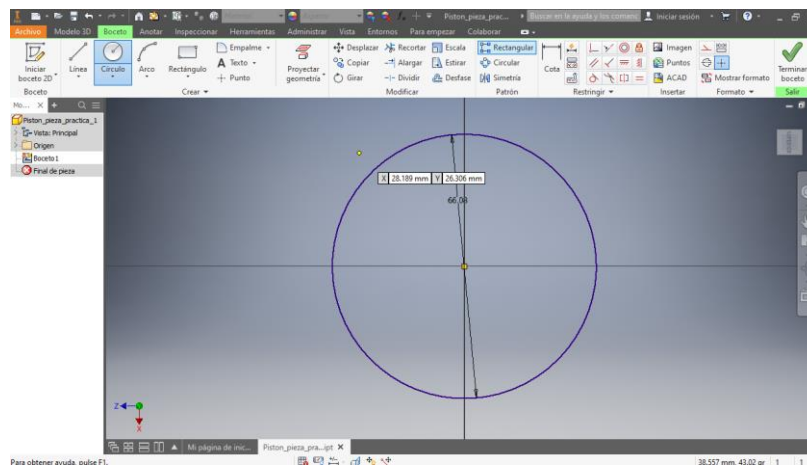 Piston_pieza_prac...
Buscar en la ayuda y los comanc
Iniciar sesión
Archivo Modelo 3D Boceto Anotar Inspeccionar Herramientas Administrar Vista Entornos Para empezar Colaborar
Iniciar boceto 2D
Línea
Círculo
Arco
Rectángulo
Empalme
Texto
Punto
Proyectar geometría
Desplazar Recortar Escala
Copiar Alargar Estirar
Girar Dividir Desfase
Rectangular
Circular
Simetría
Cota
Imagen
Puntos
ACAD
Mostrar formato
Terminar boceto
Boceto Crear Modificar Patrón Restringir Insertar Formato Salir
Mo... X +
Piston_pieza_practica_1
Vista: Principal
Origen
Boceto1
Final de pieza
X 28.189 mm Y 26.306 mm
66,08
Z
X
Mi página de inic... Piston_pieza_pra...ipt X
Para obtener ayuda, pulse F1.
38.557 mm, 43.02 gr 1 1